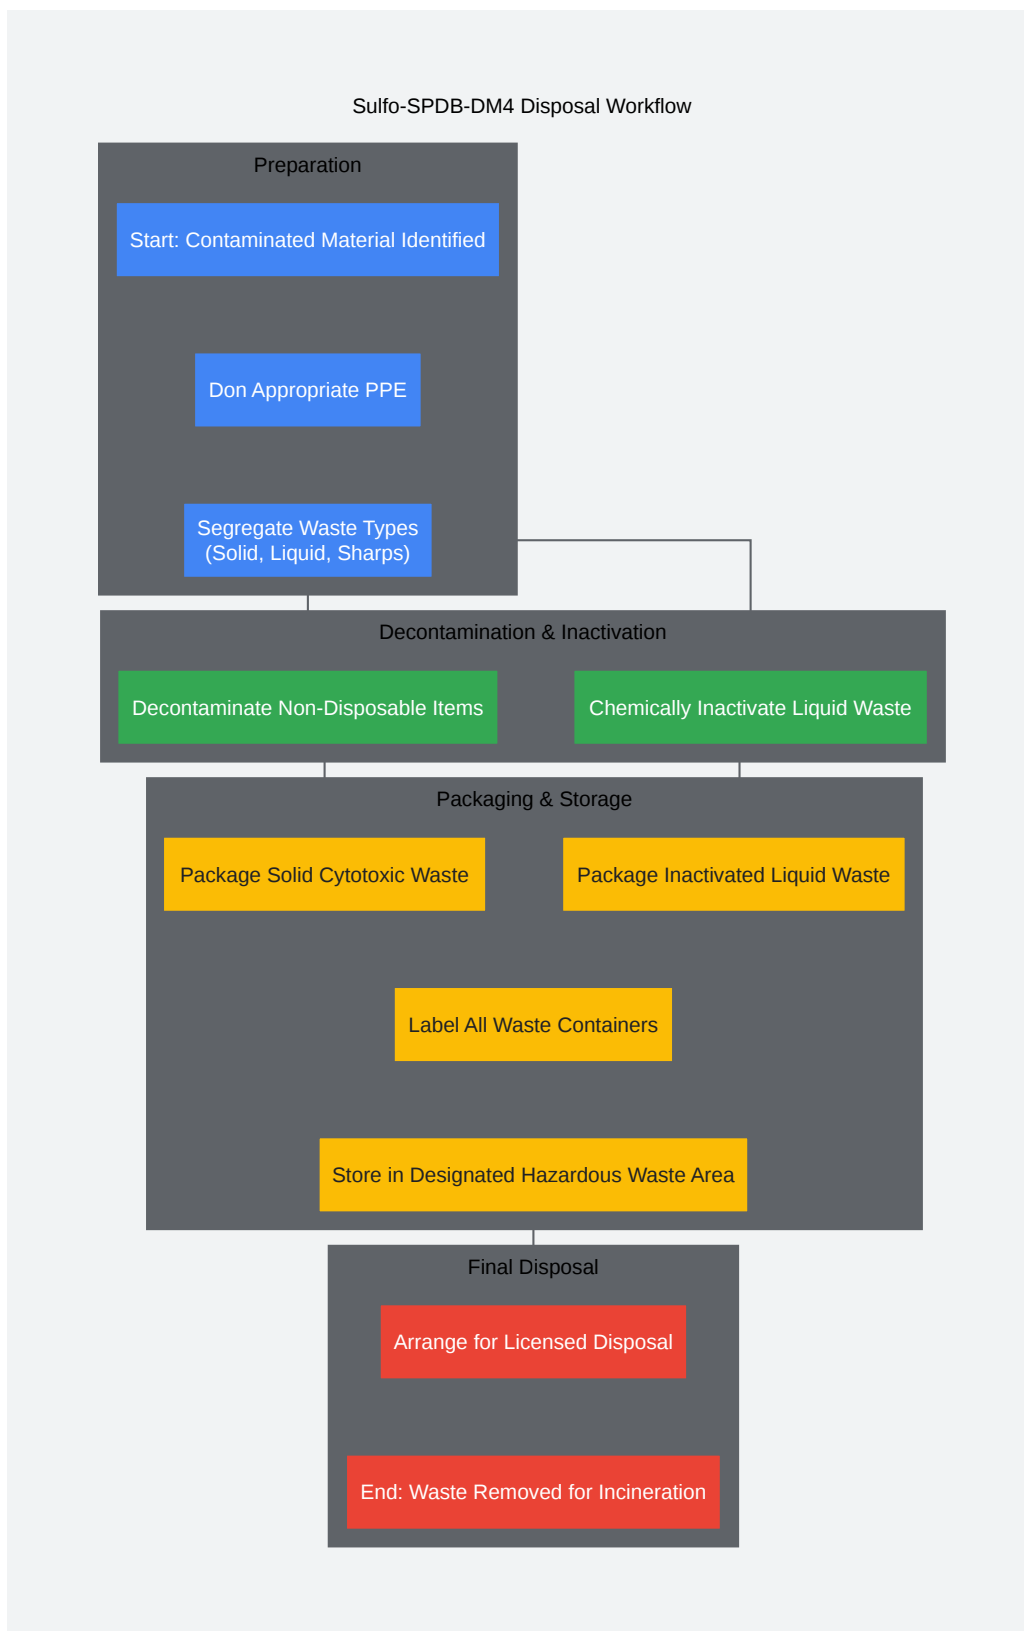 Sulfo-SPDB-DM4 Disposal Workflow
Preparation
Start: Contaminated Material Identified
Don Appropriate PPE
Segregate Waste Types
(Solid, Liquid, Sharps)
Decontamination & Inactivation
Decontaminate Non-Disposable Items
Chemically Inactivate Liquid Waste
Packaging & Storage
Package Solid Cytotoxic Waste
Package Inactivated Liquid Waste
Label All Waste Containers
Store in Designated Hazardous Waste Area
Final Disposal
Arrange for Licensed Disposal
End: Waste Removed for Incineration